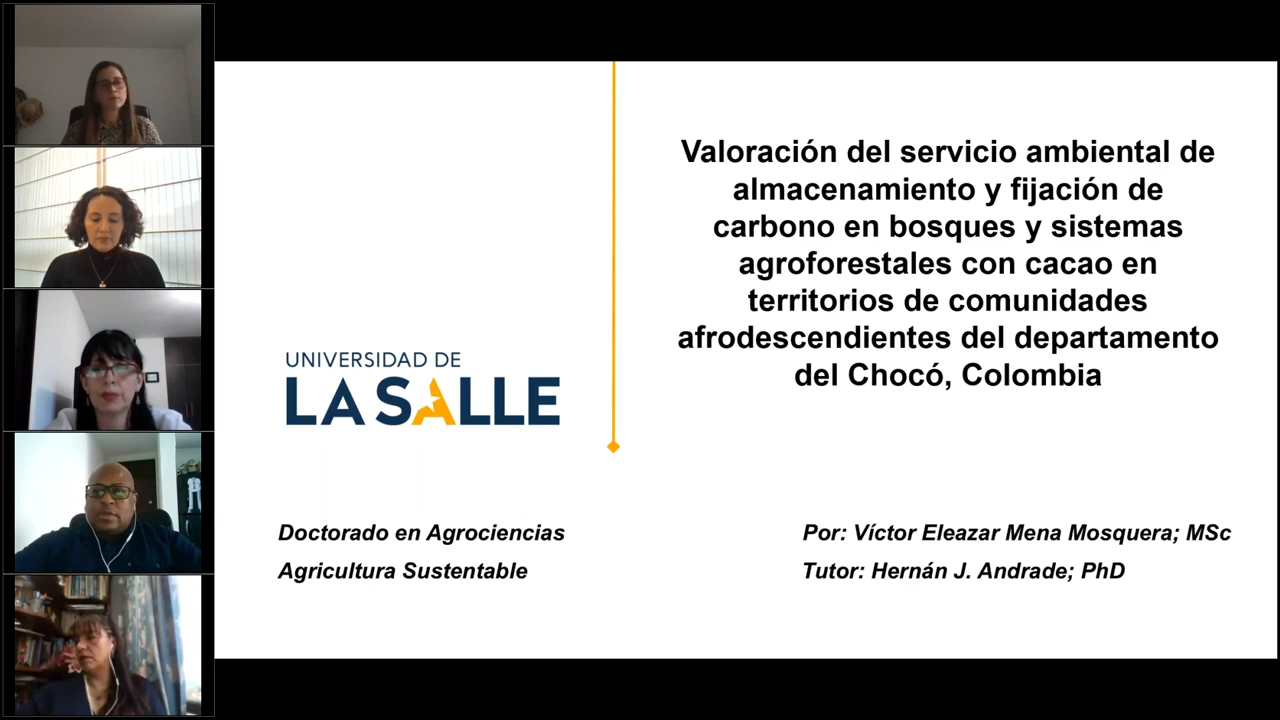 Valoración del servicio ambiental de
almacenamiento y fijación de
carbono en bosques y sistemas
agroforestales con cacao en
territorios de comunidades
afrodescendientes del departamento
del Chocó, Colombia
UNIVERSIDAD DE
LA SALLE
Doctorado en Agrociencias
Agricultura Sustentable
Por: Víctor Eleazar Mena Mosquera; MSc
Tutor: Hernán J. Andrade; PhD